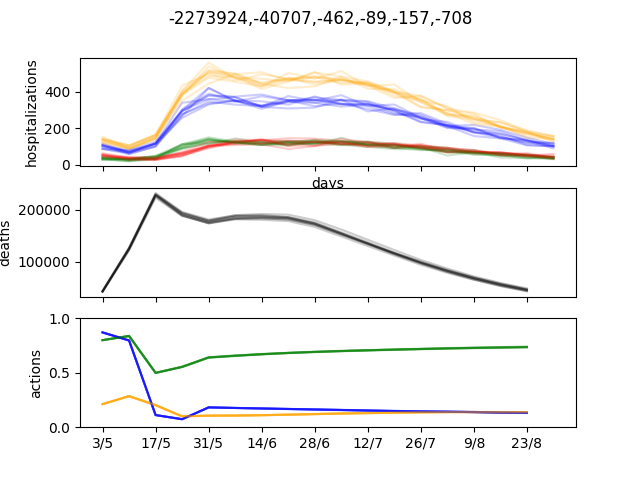 -2273924,-40707,-462,-89,-157,-708
hospitalizations
400
200
0
days
deaths
200000
100000
actions
1.0
0.5
0.0
3/5 17/5 31/5 14/6 28/6 12/7 26/7 9/8 23/8